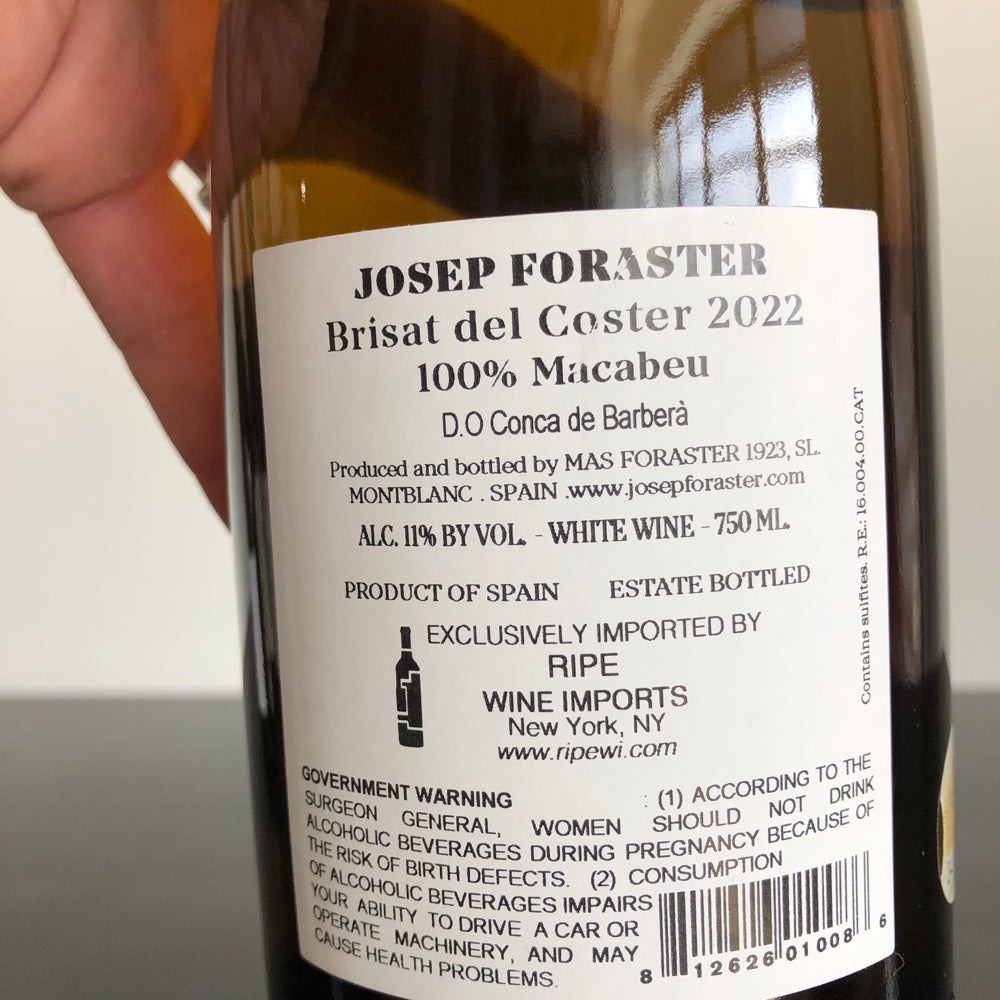 JOSEP FORASTER
Brisat del Coster 2022
100% Macabeu
D.O Conca de Barberà
Produced and bottled by MAS FORASTER 1923, SL.
MONTBLANC . SPAIN .www.josepforaster.com
ALC. 11% BY VOL. - WHITE WINE - 750 ML.
PRODUCT OF SPAIN ESTATE BOTTLED
EXCLUSIVELY IMPORTED BY
RIPE
WINE IMPORTS
New York, NY
www.ripewi.com
GOVERNMENT WARNING : (1) ACCORDING TO THE
SURGEON GENERAL, WOMEN SHOULD NOT DRINK
ALCOHOLIC BEVERAGES DURING PREGNANCY BECAUSE OF
THE RISK OF BIRTH DEFECTS. (2) CONSUMPTION
OF ALCOHOLIC BEVERAGES IMPAIRS
YOUR ABILITY TO DRIVE A CAR OR
OPERATE MACHINERY, AND MAY
CAUSE HEALTH PROBLEMS.
8 12626 01008 6
Contains sulfites. R.E.: 16.004.00.CAT